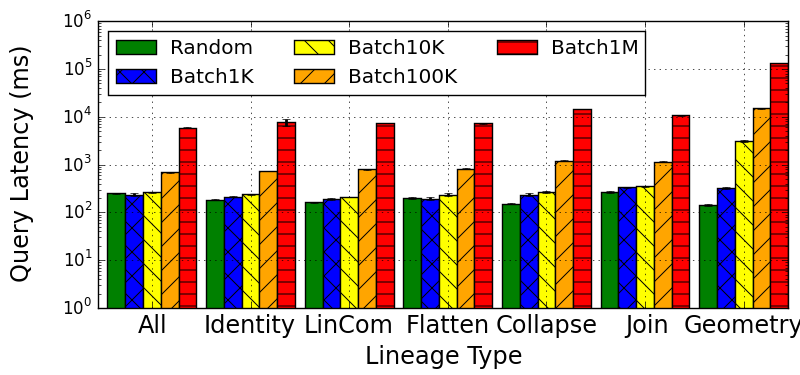 Query Latency (ms)
10^6
10^5
10^4
10^3
10^2
10^1
10^0
Random
Batch1K
Batch10K
Batch100K
Batch1M
All Identity LinCom Flatten Collapse Join Geometry
Lineage Type